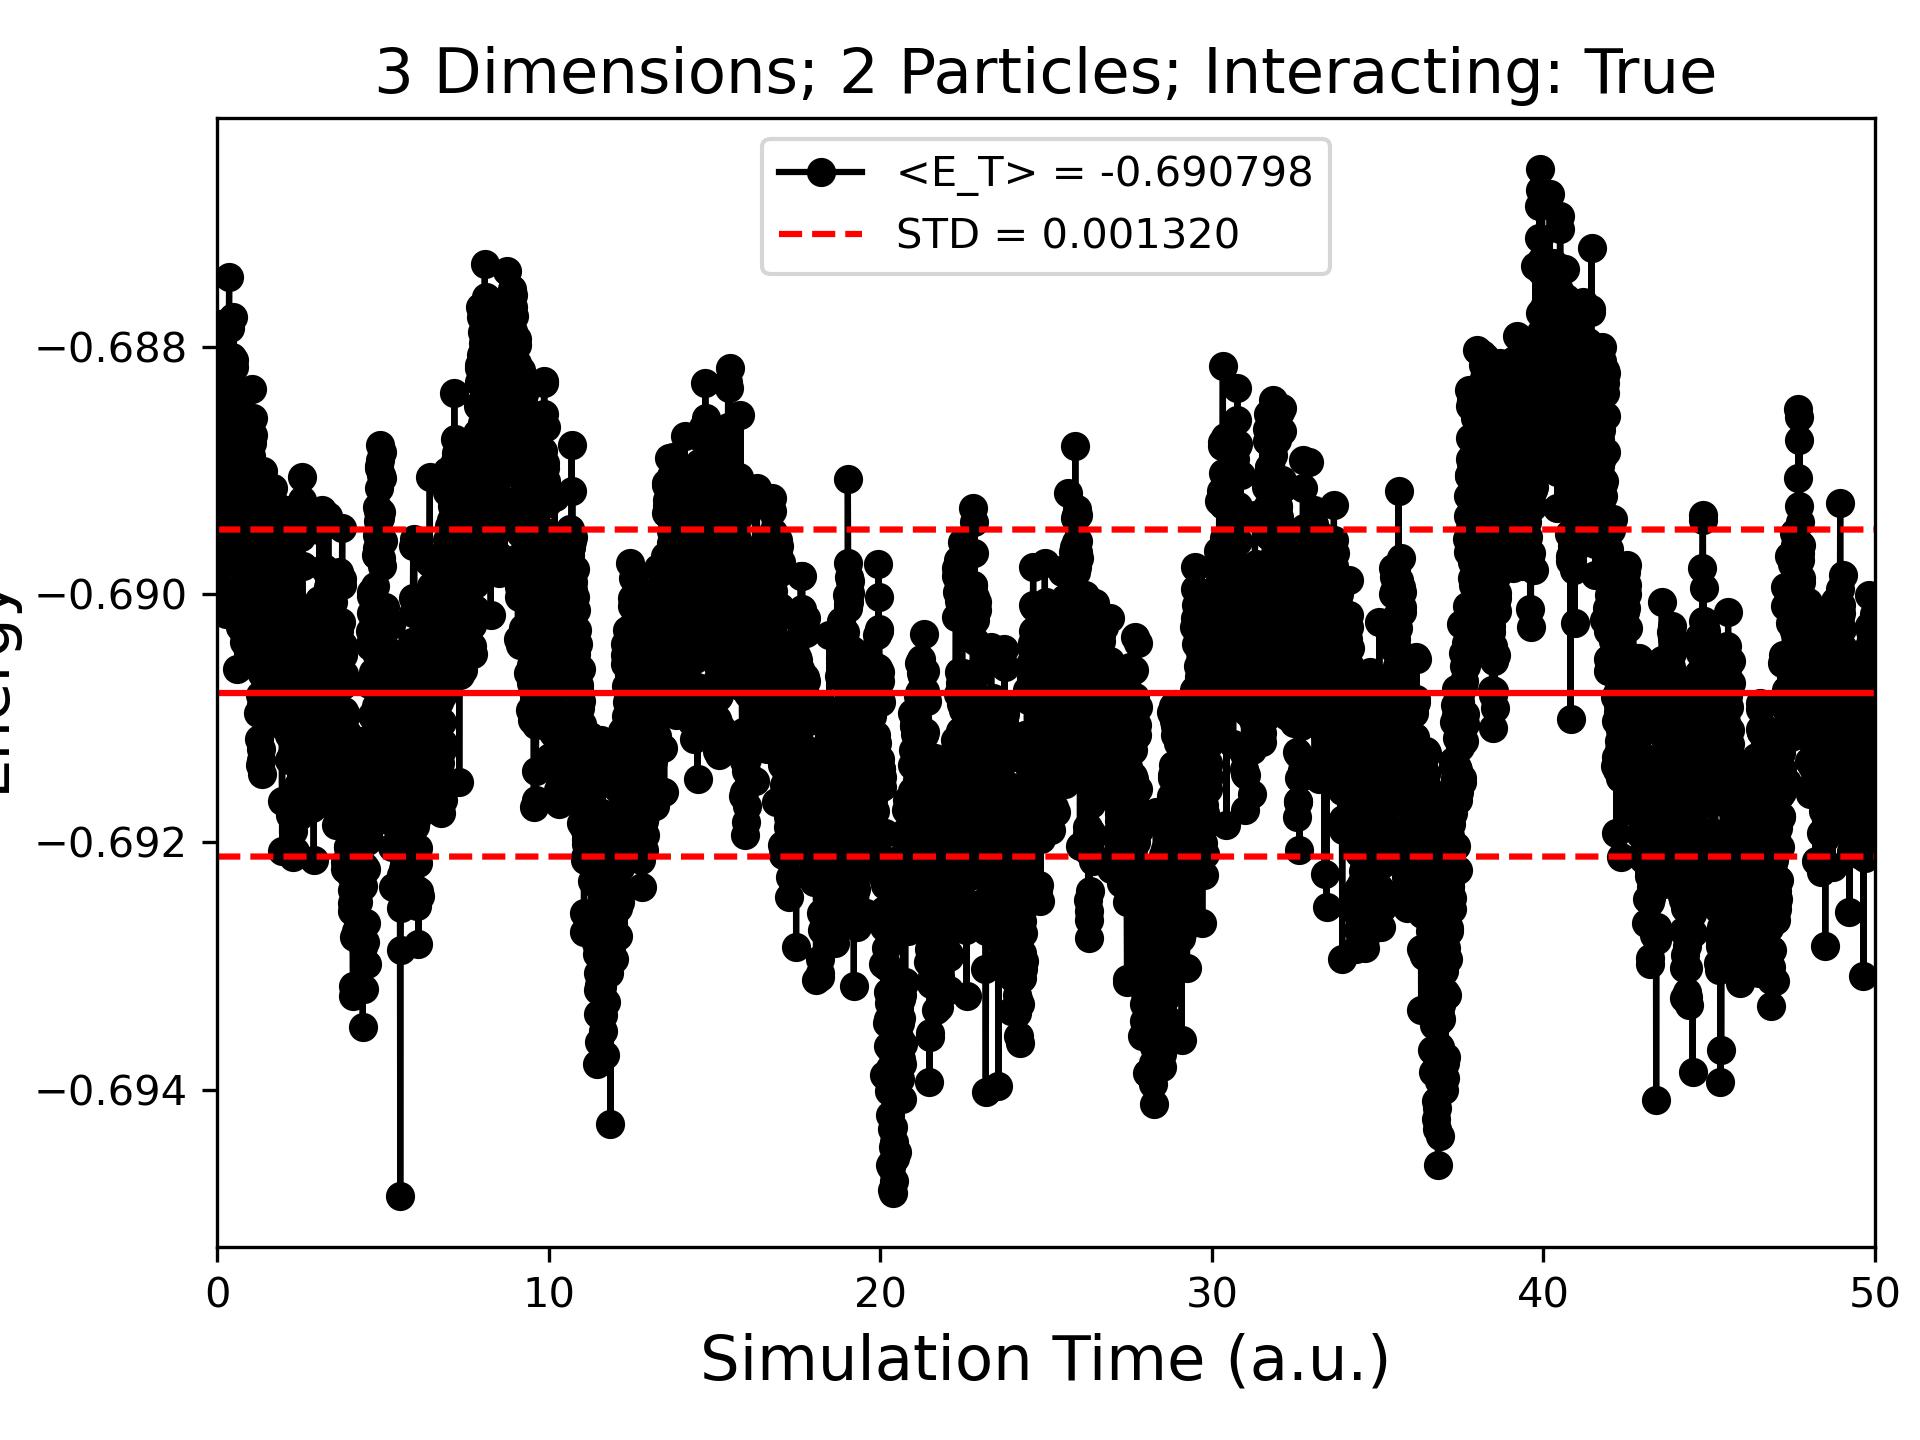 3 Dimensions; 2 Particles; Interacting: True
<E_T> = -0.690798
STD = 0.001320
−0.688
−0.690
−0.692
−0.694
Energy
0 10 20 30 40 50
Simulation Time (a.u.)